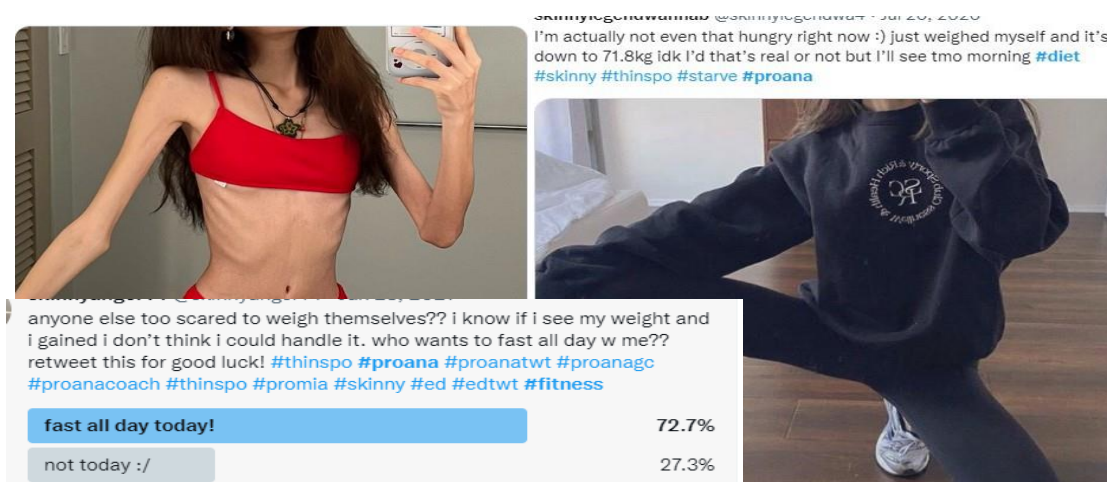 I'm actually not even that hungry right now :) just weighed myself and it's
down to 71.8kg idk I'd that's real or not but I'll see tmo morning #diet
#skinny #thinspo #starve #proana
anyone else too scared to weigh themselves?? i know if i see my weight and
i gained i don't think i could handle it. who wants to fast all day w me??
retweet this for good luck! #thinspo #proana #proanatwt #proanagc
#proanacoach #thinspo #promia #skinny #ed #edtwt #fitness
fast all day today! 72.7%
not today :/ 27.3%